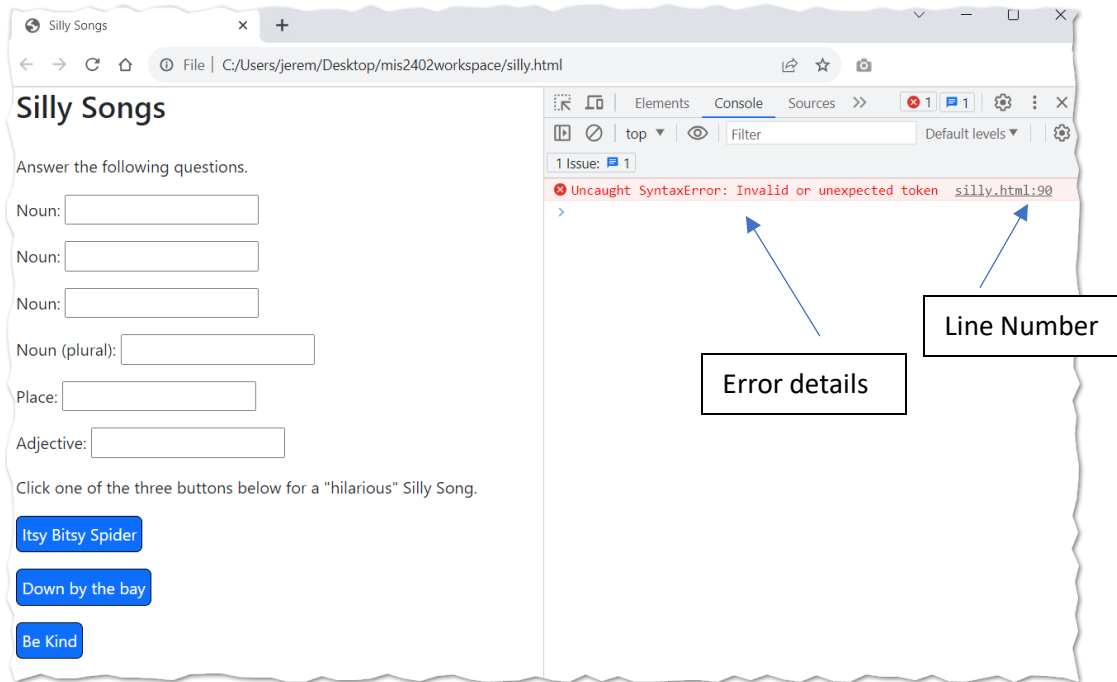 Silly Songs
File C:/Users/jerem/Desktop/mis2402workspace/silly.html
Silly Songs
Answer the following questions.
Noun:
Noun:
Noun:
Noun (plural):
Place:
Adjective:
Click one of the three buttons below for a "hilarious" Silly Song.
Itsy Bitsy Spider
Down by the bay
Be Kind
Elements Console Sources 1 1
top Filter Default levels
1 Issue: 1
Uncaught SyntaxError: Invalid or unexpected token silly.html:90
Line Number
Error details